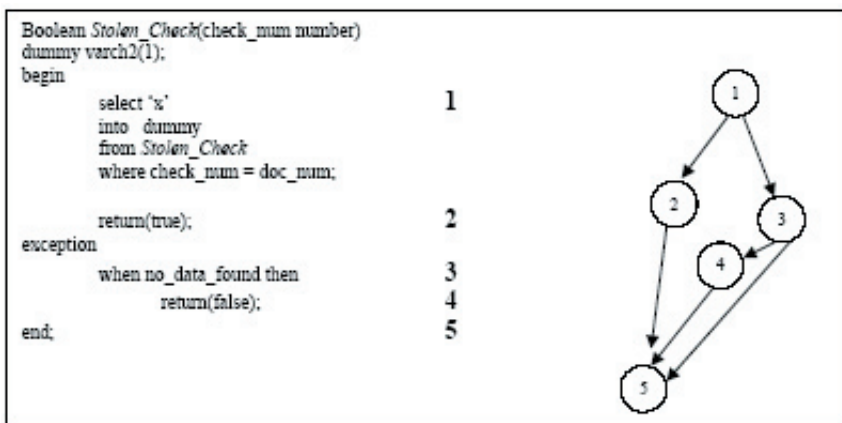 Boolean Stolen_Check(check_num number)
dummy varch2(1);
begin
select 'x' 1
into dummy
from Stolen_Check
where check_num = doc_num;
return(true); 2
exception
when no_data_found then 3
return(false); 4
end; 5
1
2
3
4
5